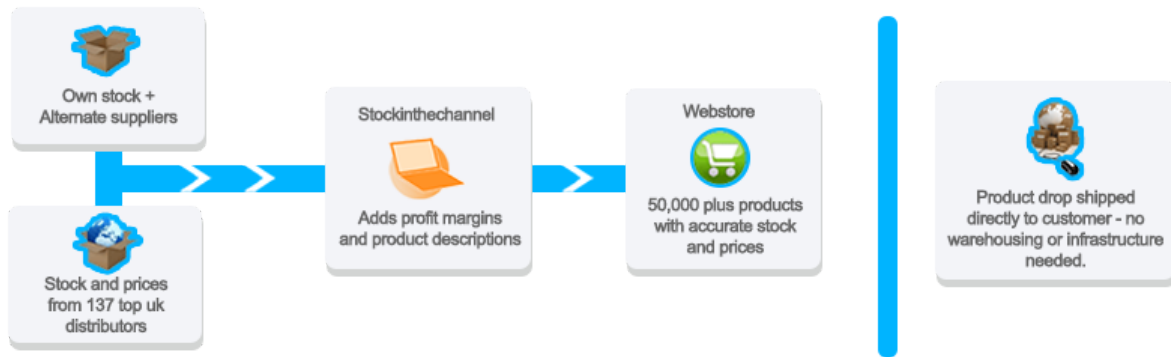 Own stock +
Alternate suppliers
Stock and prices
from 137 top uk
distributors
Stockinthechannel
Adds profit margins
and product descriptions
Webstore
50,000 plus products
with accurate stock
and prices
Product drop shipped
directly to customer - no
warehousing or infrastructure
needed.